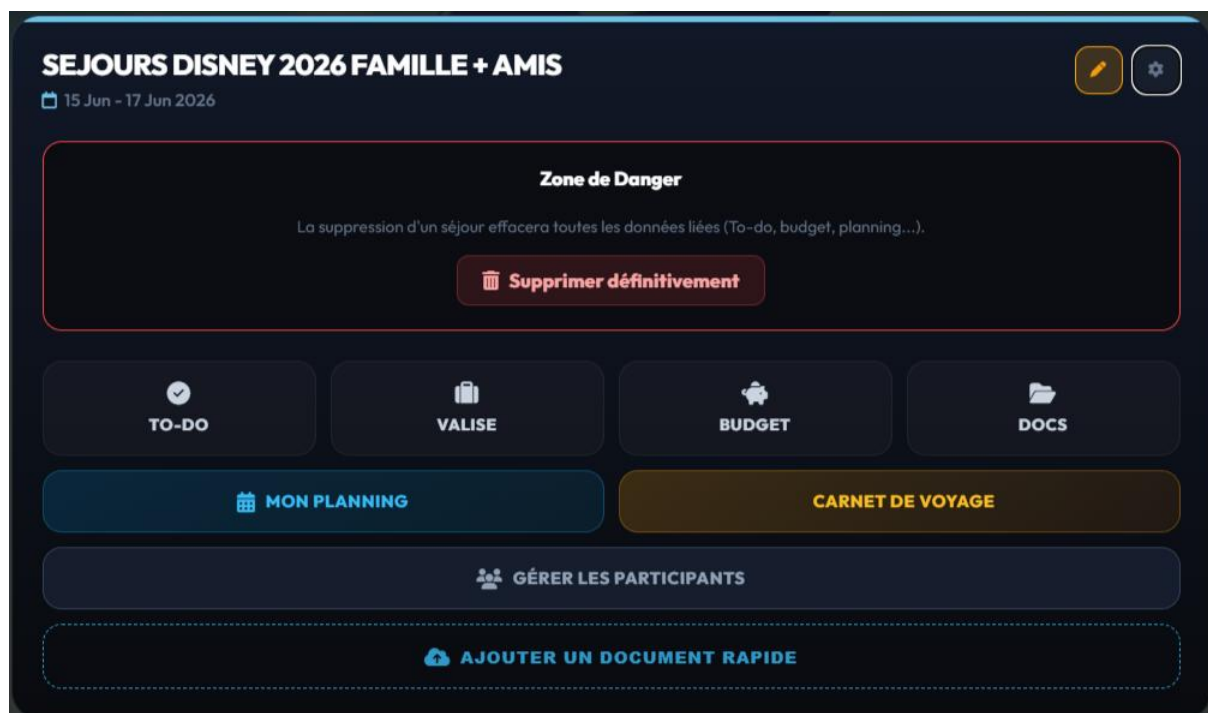 SEJOURS DISNEY 2026 FAMILLE + AMIS
15 Jun - 17 Jun 2026
Zone de Danger
La suppression d'un séjour effacera toutes les données liées (To-do, budget, planning...).
Supprimer définitivement
TO-DO
VALISE
BUDGET
DOCS
MON PLANNING
CARNET DE VOYAGE
GÉRER LES PARTICIPANTS
AJOUTER UN DOCUMENT RAPIDE